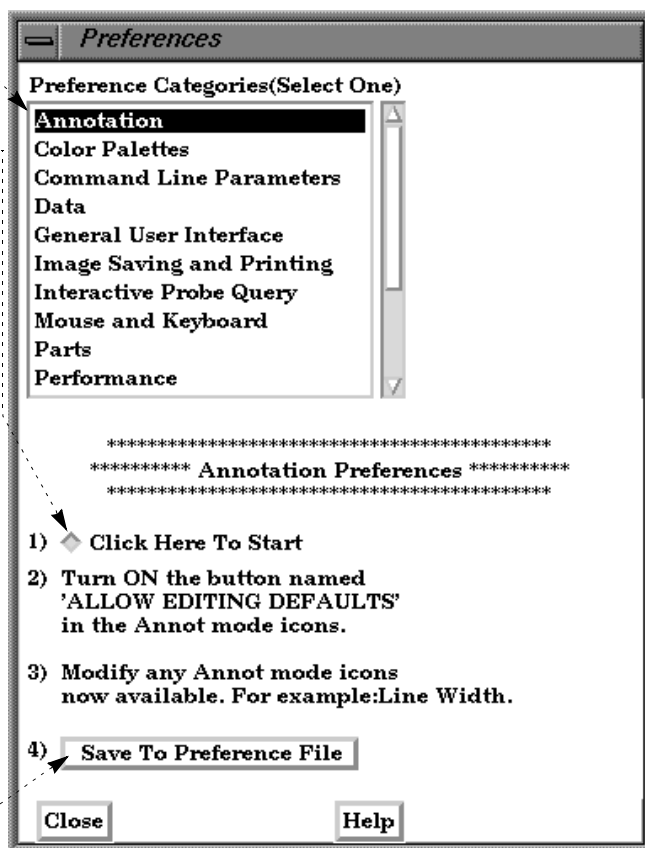 Preferences
Preference Categories(Select One)
Annotation
Color Palettes
Command Line Parameters
Data
General User Interface
Image Saving and Printing
Interactive Probe Query
Mouse and Keyboard
Parts
Performance
********************************************
********** Annotation Preferences **********
********************************************
1) Click Here To Start
2) Turn ON the button named
'ALLOW EDITING DEFAULTS'
in the Annot mode icons.
3) Modify any Annot mode icons
now available. For example:Line Width.
4) Save To Preference File
Close Help